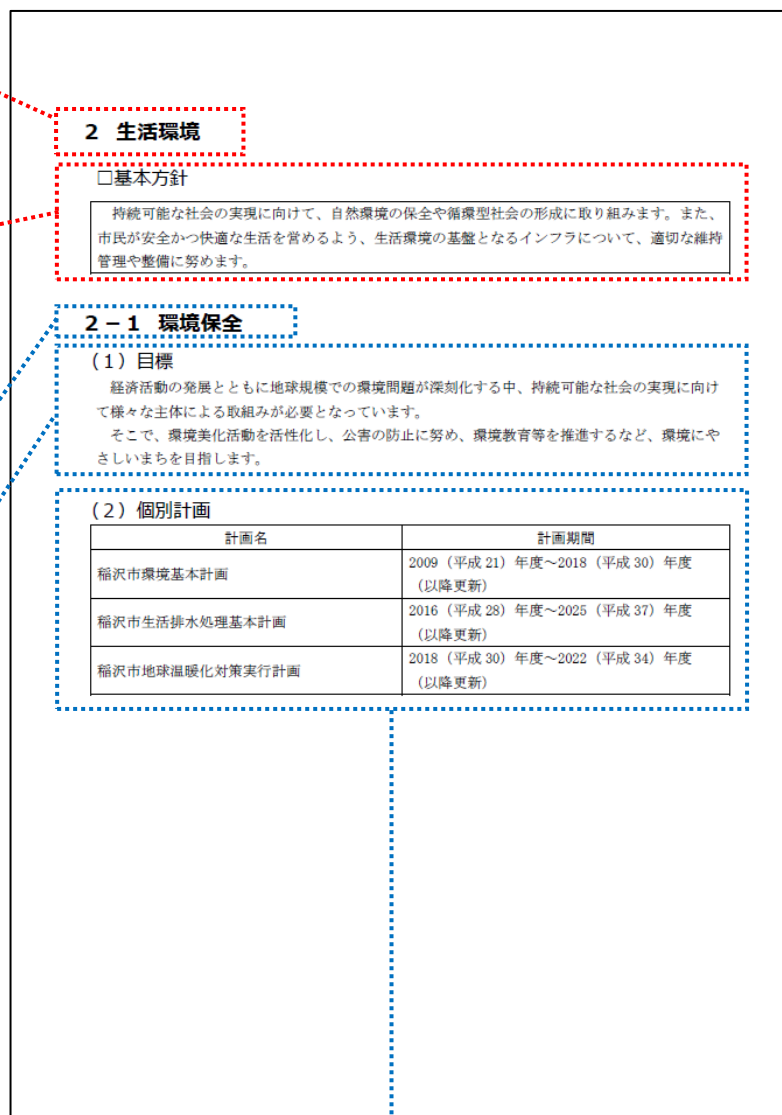 2 生活環境
□基本方針
持続可能な社会の実現に向けて、自然環境の保全や循環型社会の形成に取り組みます。また、
市民が安全かつ快適な生活を営めるよう、生活環境の基盤となるインフラについて、適切な維持
管理や整備に努めます。
2－1 環境保全
(1)目標
経済活動の発展とともに地球規模での環境問題が深刻化する中、持続可能な社会の実現に向け
て様々な主体による取組みが必要となっています。
そこで、環境美化活動を活性化し、公害の防止に努め、環境教育等を推進するなど、環境にや
さしいまちを目指します。
(2)個別計画
計画名 計画期間
稲沢市環境基本計画 2009（平成 21）年度～2018（平成 30）年度
（以降更新）
稲沢市生活排水処理基本計画 2016（平成 28）年度～2025（平成 37）年度
（以降更新）
稲沢市地球温暖化対策実行計画 2018（平成 30）年度～2022（平成 34）年度
（以降更新）